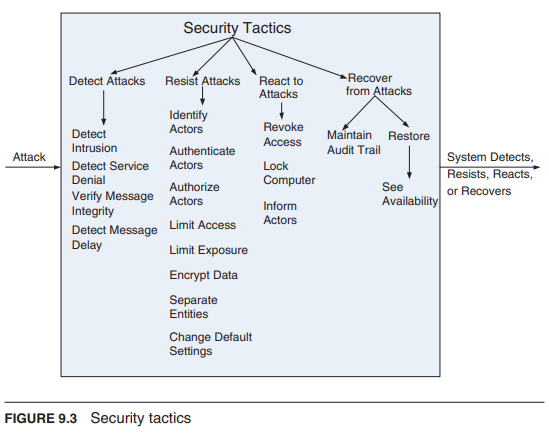 Security Tactics
Detect Attacks
Resist Attacks
React to
Attacks
Recover
from Attacks
Detect
Intrusion
Detect Service
Denial
Verify Message
Integrity
Detect Message
Delay
Identify
Actors
Authenticate
Actors
Authorize
Actors
Limit Access
Limit Exposure
Encrypt Data
Separate
Entities
Change Default
Settings
Revoke
Access
Lock
Computer
Inform
Actors
Maintain
Audit Trail
Restore
See
Availability
Attack
System Detects,
Resists, Reacts,
or Recovers
FIGURE 9.3 Security tactics